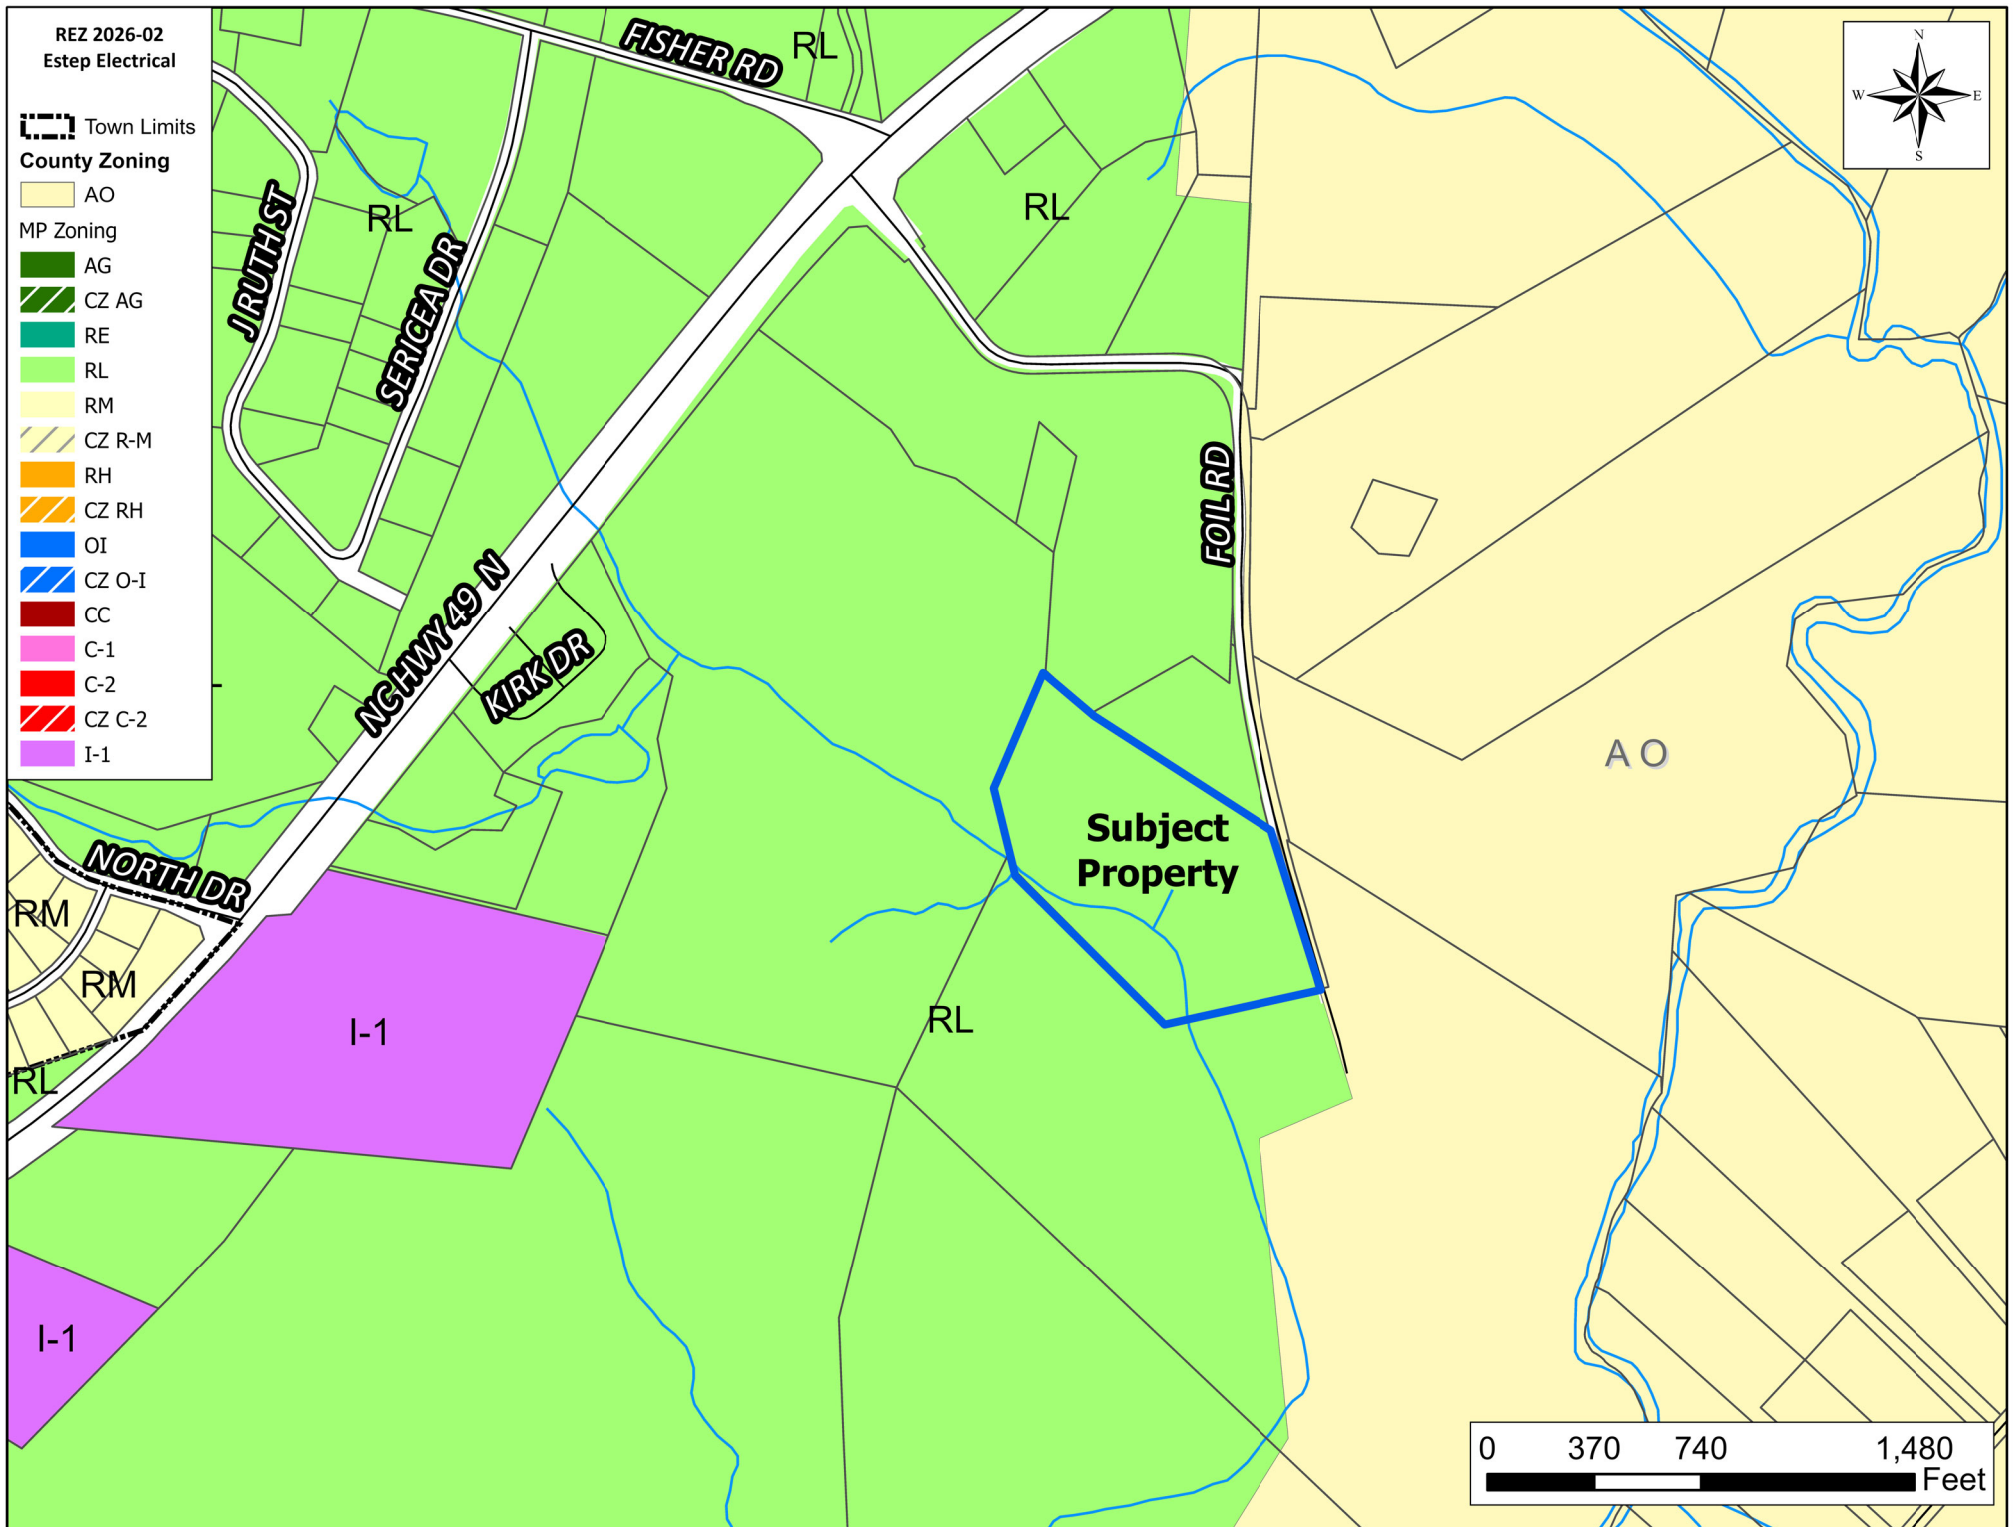 REZ 2026-02
Estep Electrical
Town Limits
County Zoning
AO
MP Zoning
AG
CZ AG
RE
RL
RM
CZ R-M
RH
CZ RH
OI
CZ O-I
CC
C-1
C-2
CZ C-2
I-1
FISHER RD
RL
N
W
E
S
J RUTH ST
RL
SERICEA DR
RL
FOIL RD
NC HWY 49 N
KIRK DR
A O
Subject
Property
NORTH DR
RM
RM
RL
I-1
RL
I-1
0
370
740
1,480
Feet